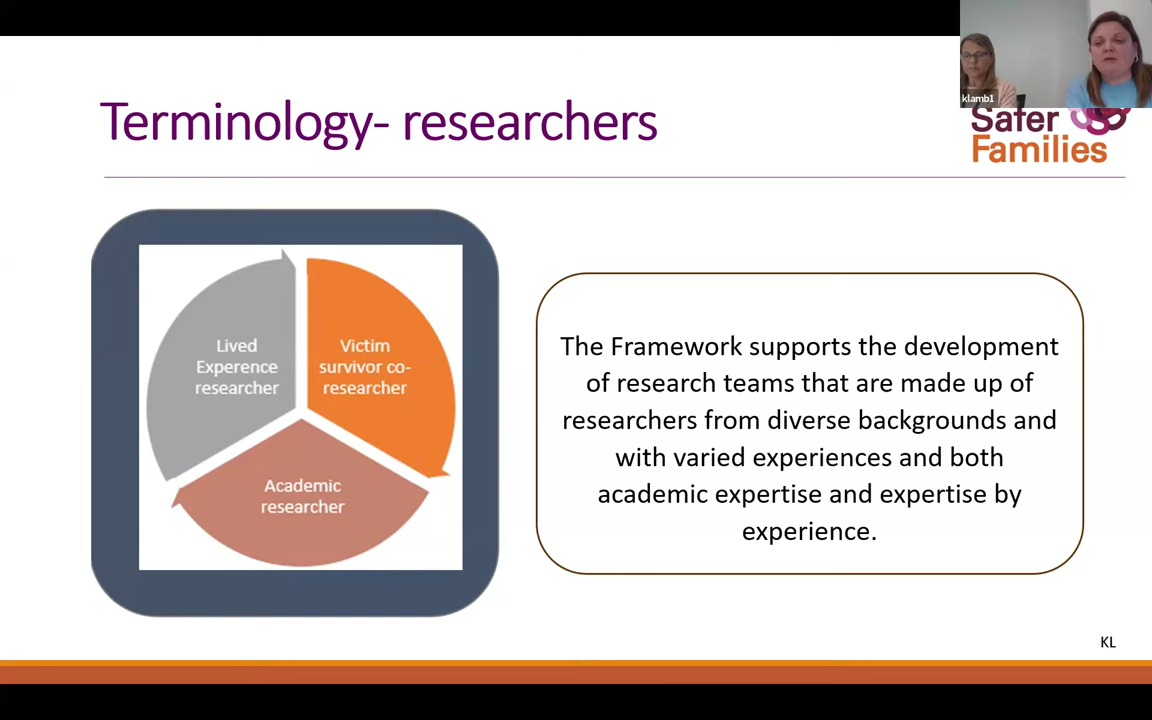 klamb1
Terminology- researchers
Safer
Families
Lived
Experence
researcher
Victim
survivor co-
researcher
Academic
researcher
The Framework supports the development
of research teams that are made up of
researchers from diverse backgrounds and
with varied experiences and both
academic expertise and expertise by
experience.
KL